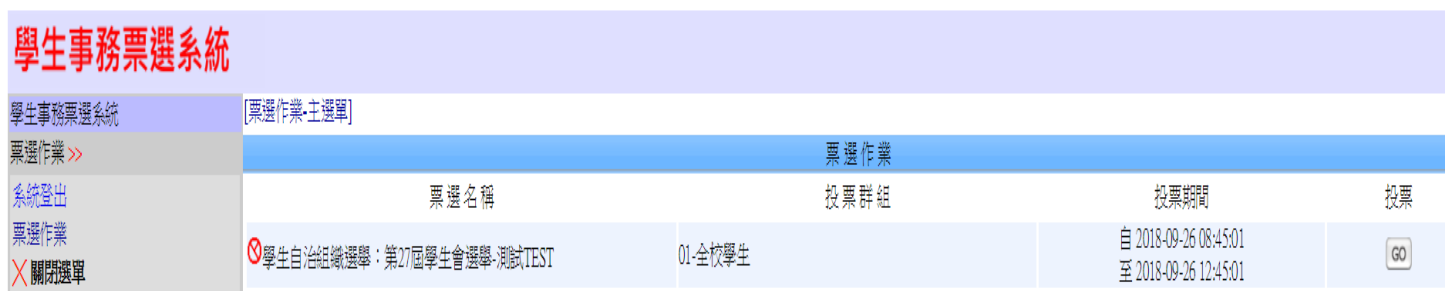 學生事務票選系統
學生事務票選系統
[票選作業-主選單]
票選作業>>
票選作業
系統登出
票選作業
關閉選單
票選名稱 投票群組 投票期間 投票
學生自治組織選舉：第27屆學生會選舉-測試TEST 01-全校學生 自 2018-09-26 08:45:01
至 2018-09-26 12:45:01 GO